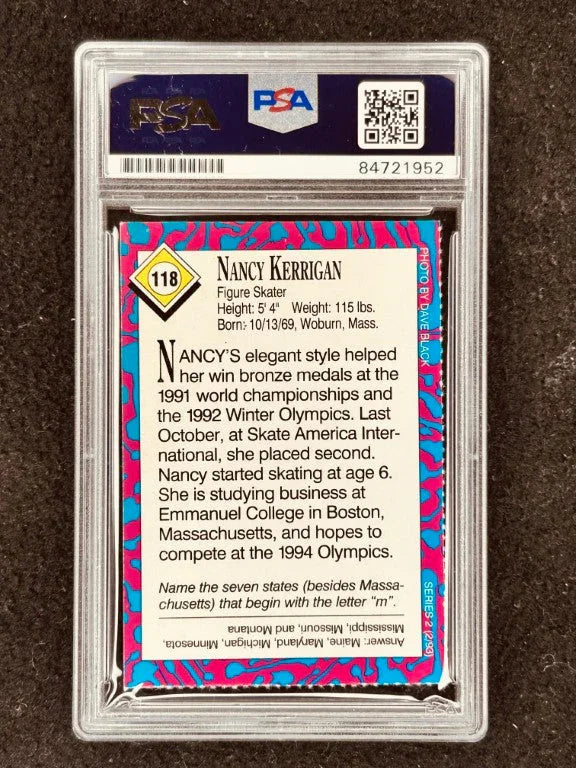 PSA
PSA
84721952
118
NANCY KERRIGAN
Figure Skater
Height: 5' 4" Weight: 115 lbs.
Born: 10/13/69, Woburn, Mass.
NANCY'S elegant style helped
her win bronze medals at the
1991 world championships and
the 1992 Winter Olympics. Last
October, at Skate America Inter-
national, she placed second.
Nancy started skating at age 6.
She is studying business at
Emmanuel College in Boston,
Massachusetts, and hopes to
compete at the 1994 Olympics.
Name the seven states (besides Massa-
chusetts) that begin with the letter "m".
Answer: Maine, Maryland, Michigan, Minnesota,
Mississippi, Missouri, and Montana
PHOTO BY DAVE BLACK
SERIES 2 (2/93)